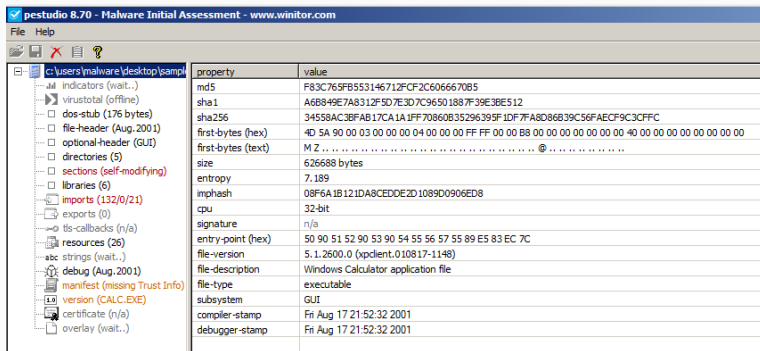 pestudio 8.70 - Malware Initial Assessment - www.winitor.com
File Help
c:\users\malware\desktop\sample
indicators (wait..)
virustotal (offline)
dos-stub (176 bytes)
file-header (Aug.2001)
optional-header (GUI)
directories (5)
sections (self-modifying)
libraries (6)
imports (132/0/21)
exports (0)
tls-callbacks (n/a)
resources (26)
abc strings (wait..)
debug (Aug.2001)
manifest (missing Trust Info)
1.0 version (CALC.EXE)
certificate (n/a)
overlay (wait..)
property value
md5 F83C765FB553146712FCF2C6066670B5
sha1 A6B849E7A8312F5D7E3D7C96501887F39E3BE512
sha256 34558AC3BFAB17CA1A1FF70860B35296395F1DF7FA8D86B39C56FAECF9C3CFFC
first-bytes (hex) 4D 5A 90 00 03 00 00 00 04 00 00 00 FF FF 00 00 B8 00 00 00 00 00 00 00 40 00 00 00 00 00 00 00
first-bytes (text) M Z .. .. .. .. .. .. .. .. .. .. .. .. .. .. .. .. .. .. .. .. @ .. .. .. .. .. .. ..
size 626688 bytes
entropy 7.189
imphash 08F6A1B121DA8CEDDE2D1089D0906ED8
cpu 32-bit
signature n/a
entry-point (hex) 50 90 51 52 90 53 90 54 55 56 57 55 89 E5 83 EC 7C
file-version 5.1.2600.0 (xpclient.010817-1148)
file-description Windows Calculator application file
file-type executable
subsystem GUI
compiler-stamp Fri Aug 17 21:52:32 2001
debugger-stamp Fri Aug 17 21:52:32 2001